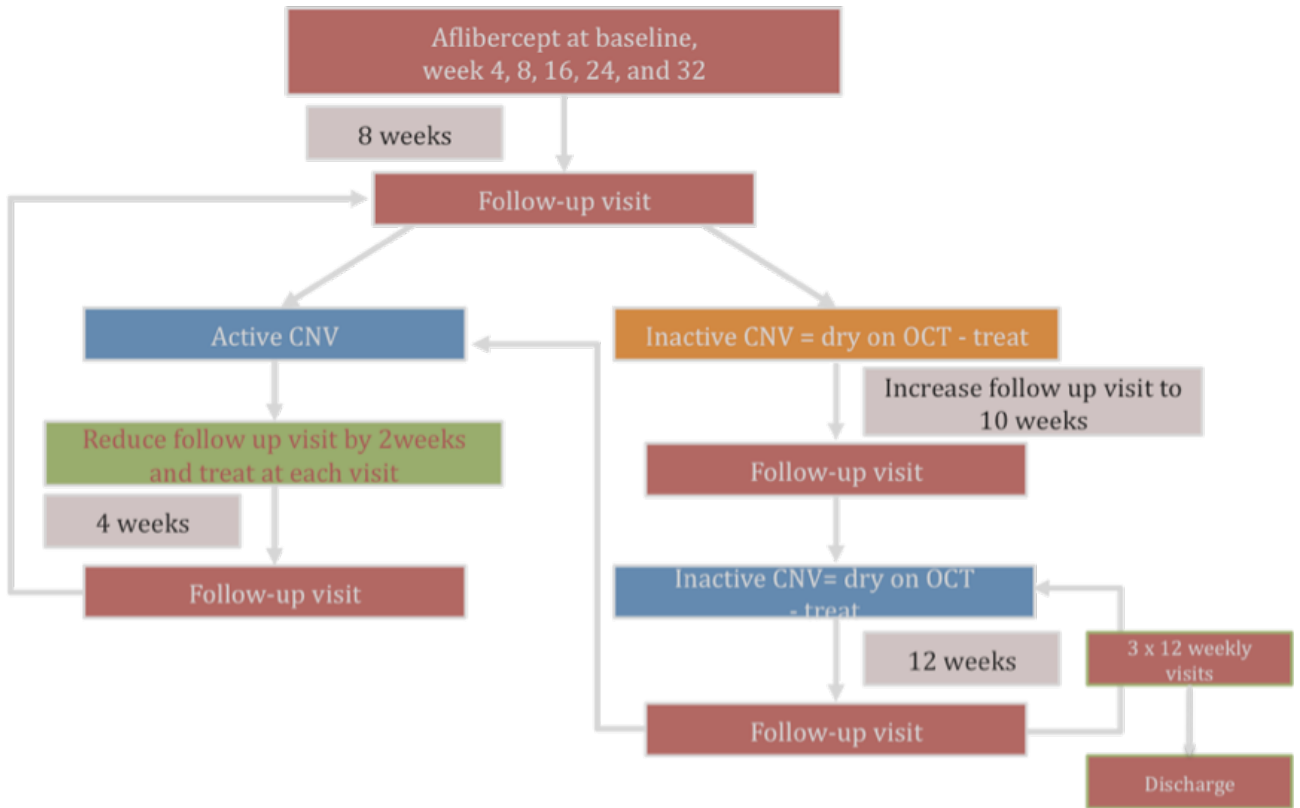 Aflibercept at baseline,
week 4, 8, 16, 24, and 32
8 weeks
Follow-up visit
Active CNV
Inactive CNV = dry on OCT - treat
Increase follow up visit to
10 weeks
Reduce follow up visit by 2weeks
and treat at each visit
Follow-up visit
4 weeks
Follow-up visit
Inactive CNV= dry on OCT
- treat
12 weeks
3 x 12 weekly
visits
Follow-up visit
Discharge